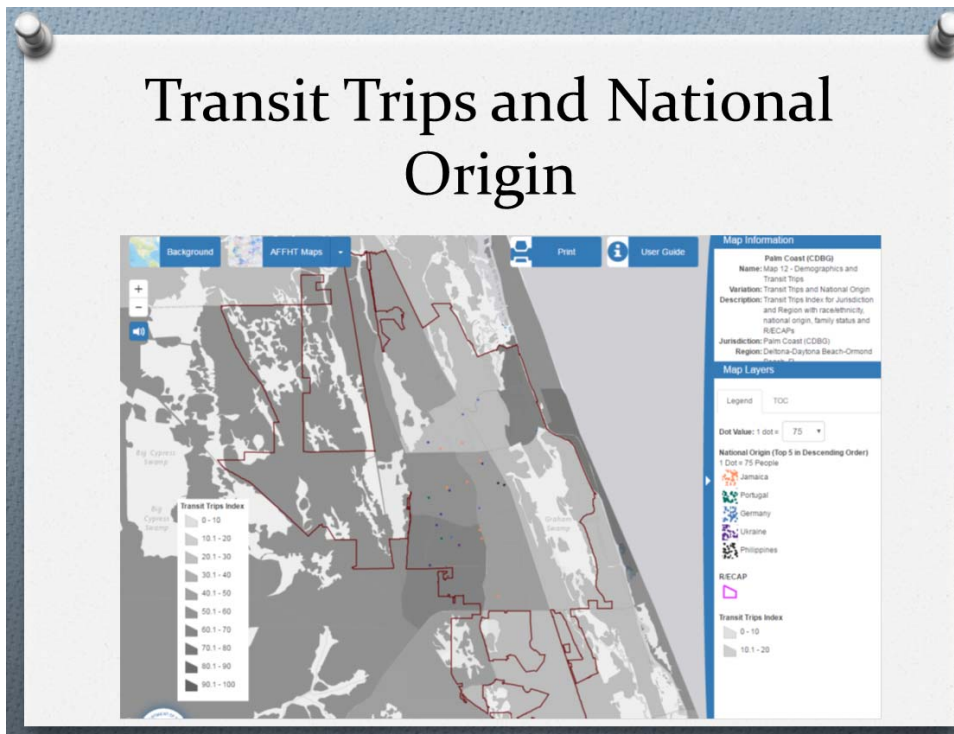 Transit Trips and National
Origin
Background
AFFHT Maps
Print
User Guide
+
−
Big Cypress
Swamp
Big
Cypress
Swamp
Graham
Swamp
Transit Trips Index
0 - 10
10.1 - 20
20.1 - 30
30.1 - 40
40.1 - 50
50.1 - 60
60.1 - 70
70.1 - 80
80.1 - 90
90.1 - 100
Map Information
Palm Coast (CDBG)
Name: Map 12 - Demographics and
Transit Trips
Variation: Transit Trips and National Origin
Description: Transit Trips Index for Jurisdiction
and Region with race/ethnicity,
national origin, family status and
R/ECAPs
Jurisdiction: Palm Coast (CDBG)
Region: Deltona-Daytona Beach-Ormond
Map Layers
Legend
TOC
Dot Value: 1 dot = 75
National Origin (Top 5 in Descending Order)
1 Dot = 75 People
Jamaica
Portugal
Germany
Ukraine
Philippines
R/ECAP
Transit Trips Index
0 - 10
10.1 - 20